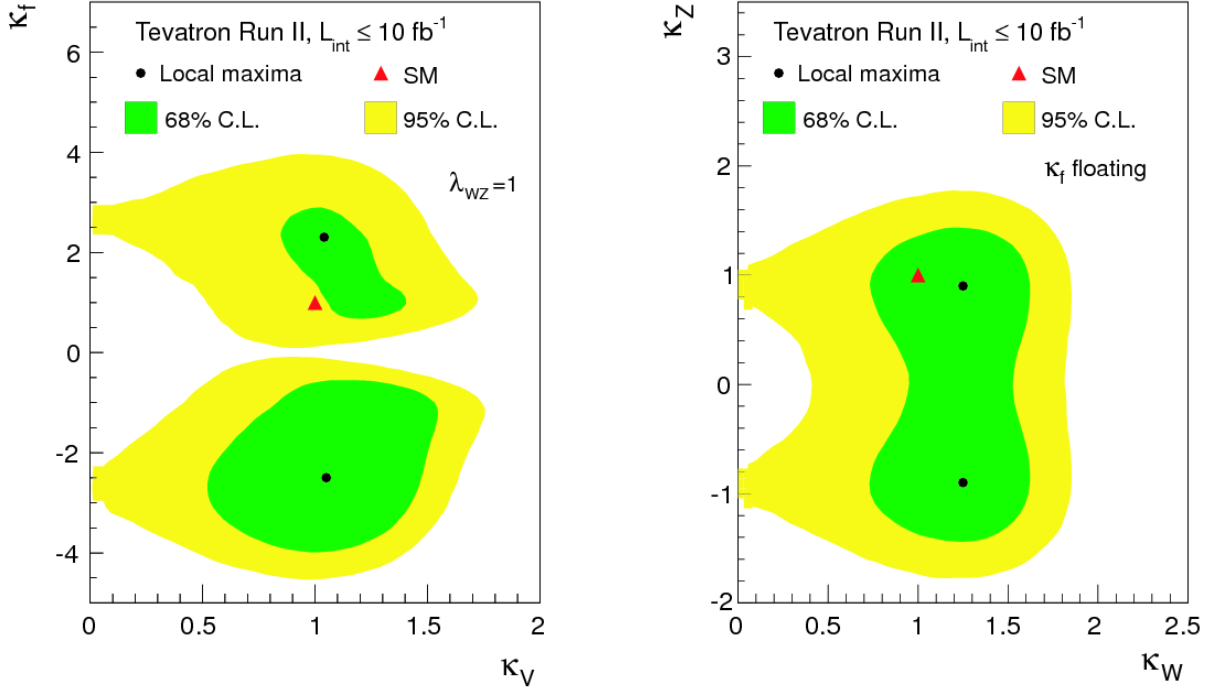 κ_f
Tevatron Run II, L_int ≤ 10 fb⁻¹
Local maxima
SM
68% C.L.
95% C.L.
λ_WZ=1
6
4
2
0
-2
-4
0
0.5
1
1.5
2
κ_V
κ_Z
Tevatron Run II, L_int ≤ 10 fb⁻¹
Local maxima
SM
68% C.L.
95% C.L.
κ_f floating
3
2
1
0
-1
-2
0
0.5
1
1.5
2
2.5
κ_W